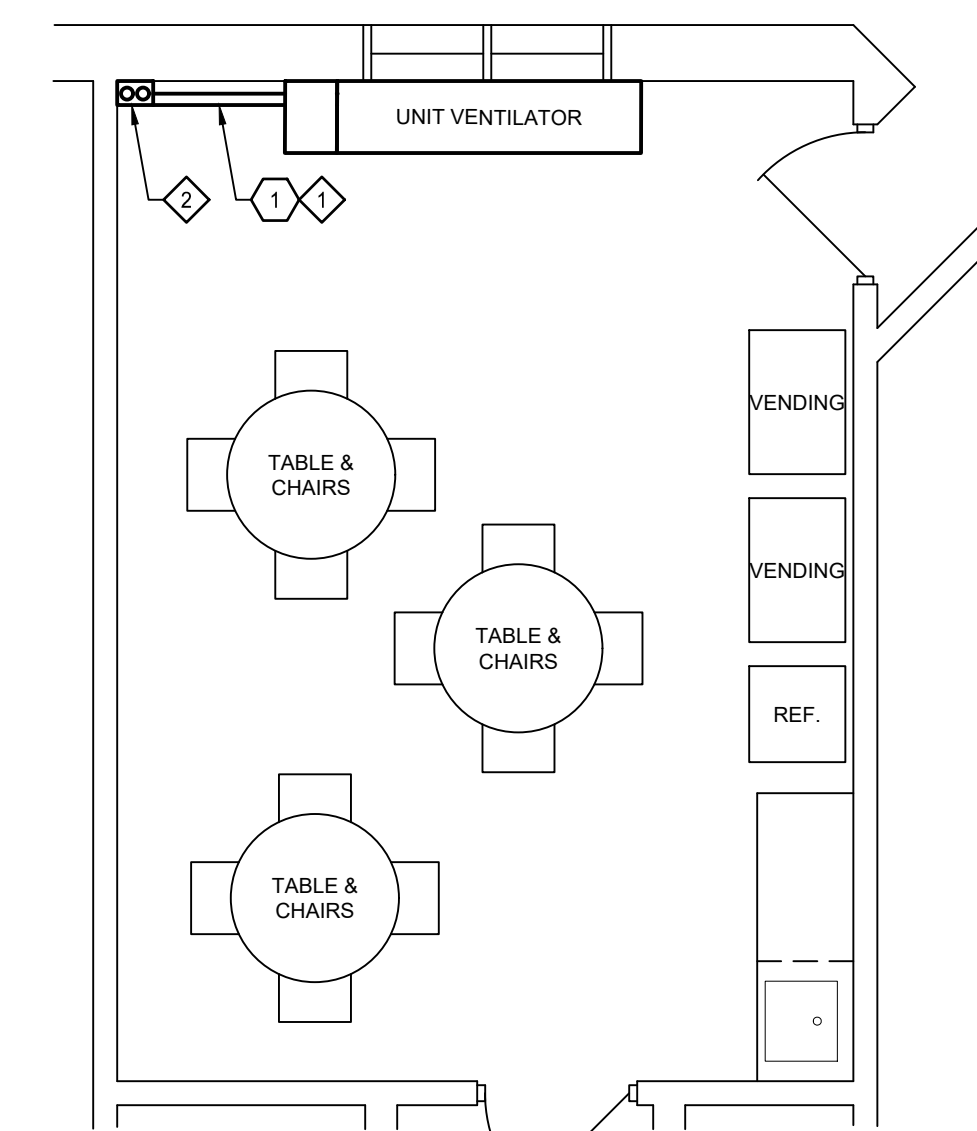 UNIT VENTILATOR
2
1
1
VENDING
TABLE &
CHAIRS
VENDING
TABLE &
CHAIRS
REF.
TABLE &
CHAIRS